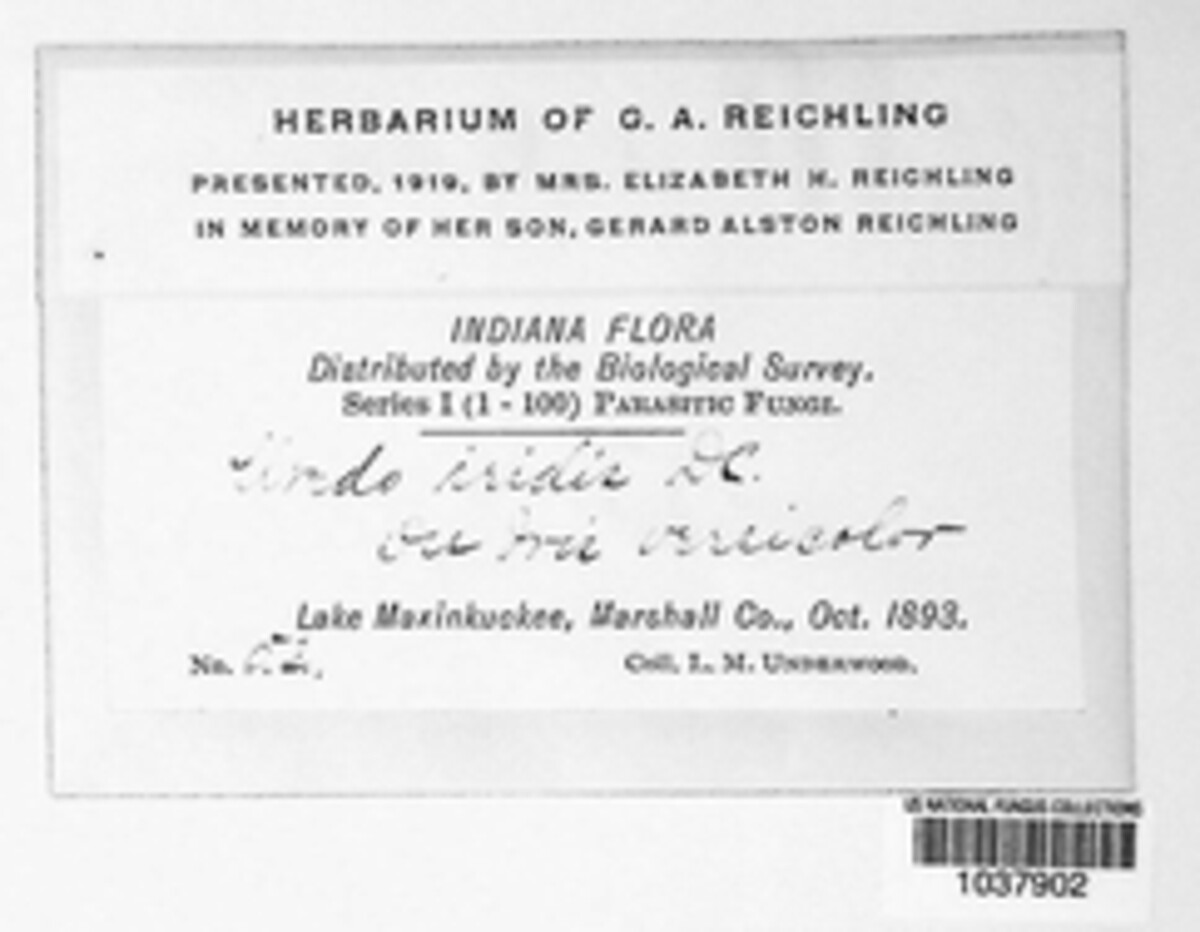 HERBARIUM OF G. A. REICHLING
PRESENTED, 1919, BY MRS. ELIZABETH H. REICHLING
IN MEMORY OF HER SON, GERARD ALSTON REICHLING
INDIANA FLORA
Distributed by the Biological Survey.
Series I (1 - 100) PARASITIC FUNGI.
Uredo iridis DC.
on Iris versicolor
Lake Maxinkuckee, Marshall Co., Oct. 1893.
No.
Coll. L. M. UNDERWOOD.
US NATIONAL FUNGUS COLLECTIONS
1037902